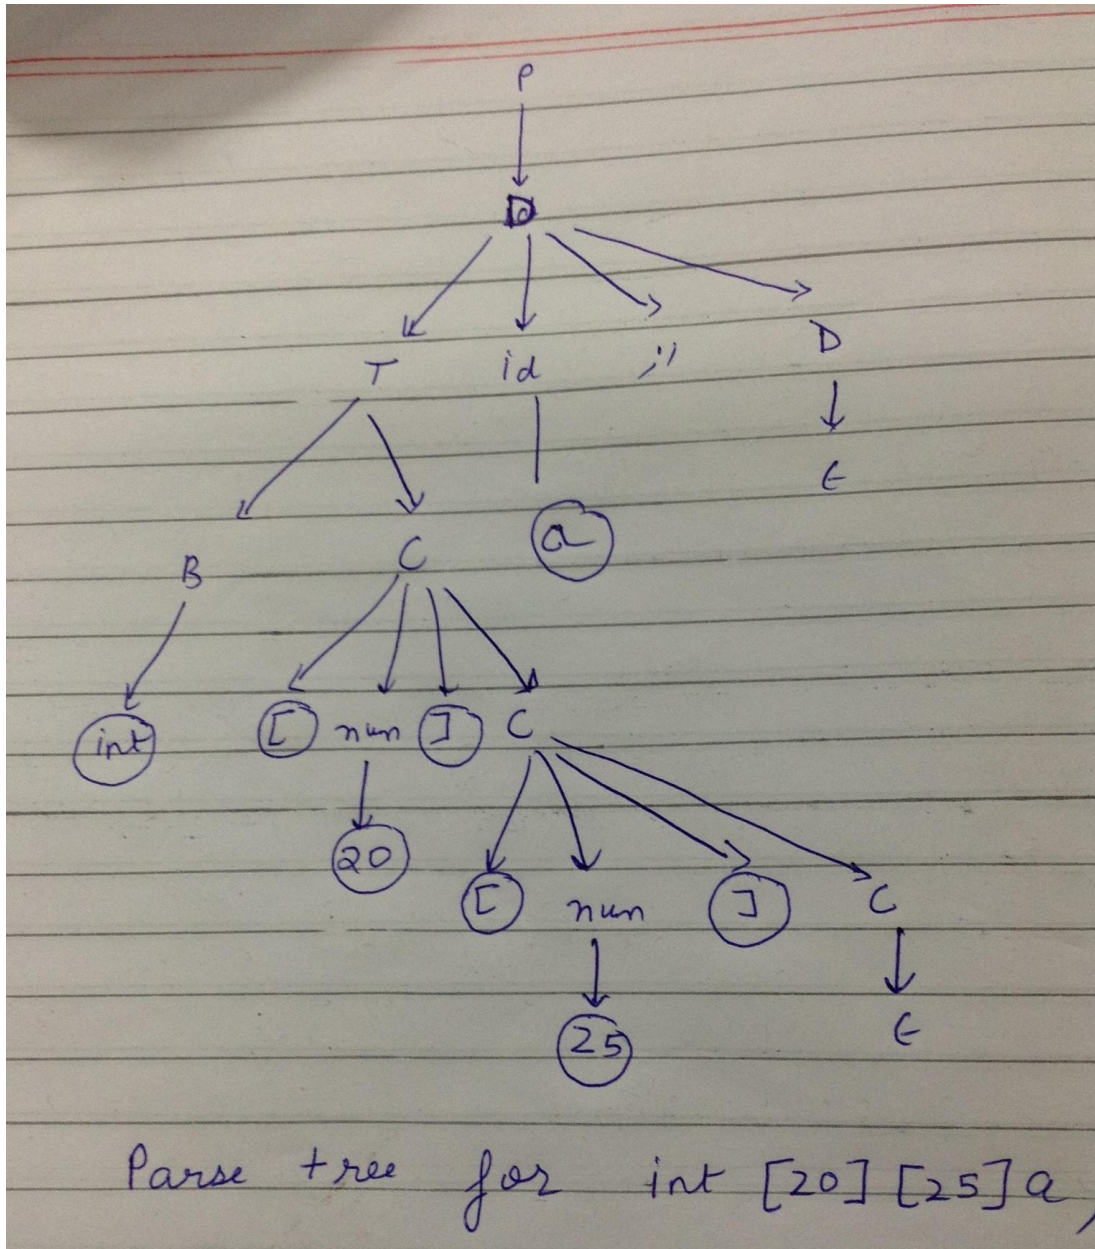 P
D
T id ;'' D
ϵ
B C a
int [ num ] C
20
[ num ] C
25 ϵ
Parse tree for int [20] [25] a